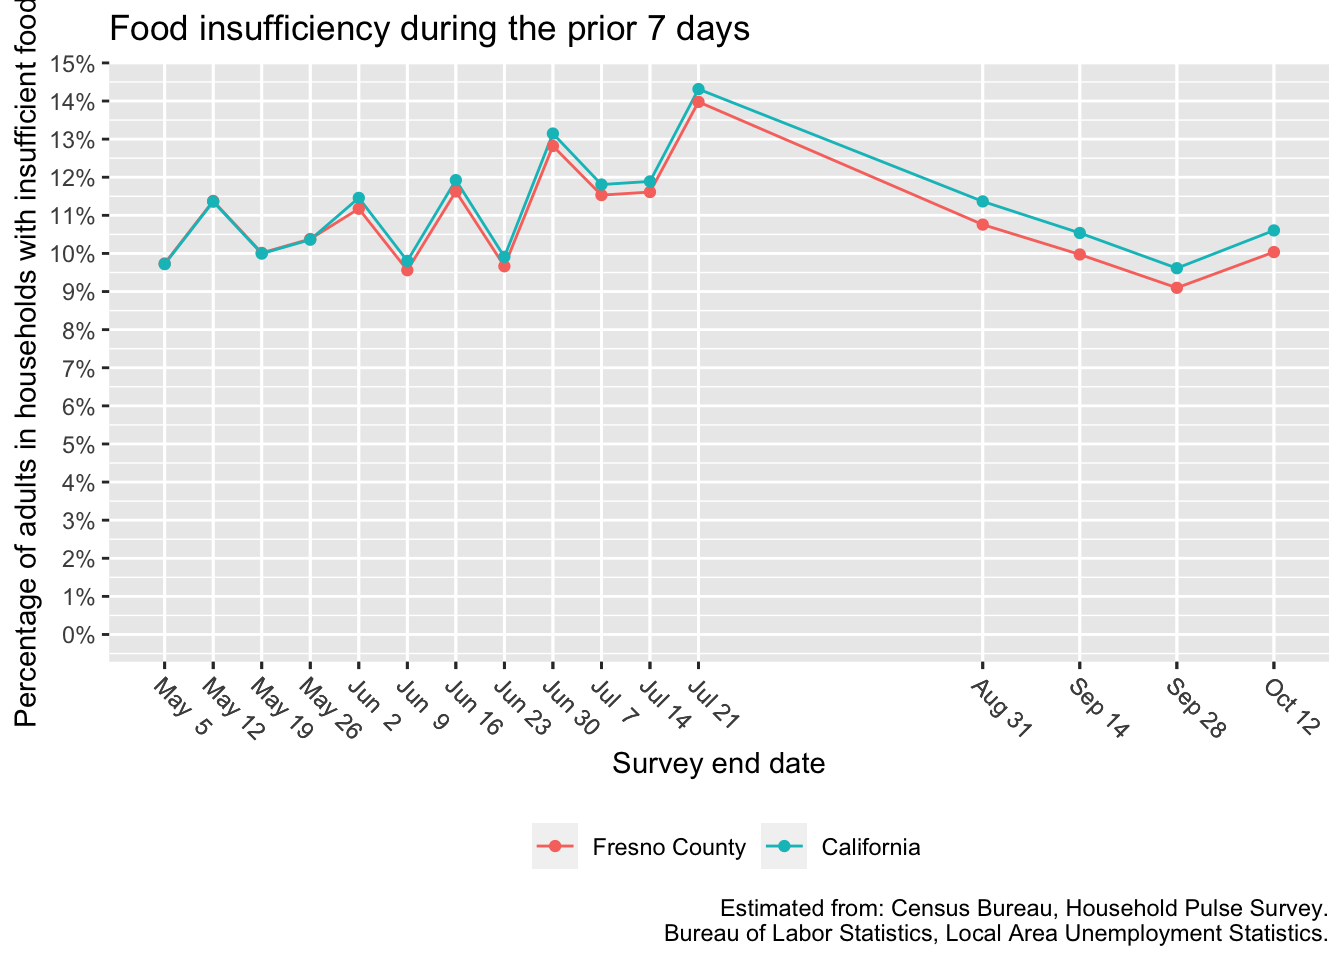 Food insufficiency during the prior 7 days
Percentage of adults in households with insufficient food
15%
14%
13%
12%
11%
10%
9%
8%
7%
6%
5%
4%
3%
2%
1%
0%
May 5
May 12
May 19
May 26
Jun 2
Jun 9
Jun 16
Jun 23
Jun 30
Jul 7
Jul 14
Jul 21
Aug 31
Sep 14
Sep 28
Oct 12
Survey end date
Fresno County
California
Estimated from: Census Bureau, Household Pulse Survey.
Bureau of Labor Statistics, Local Area Unemployment Statistics.